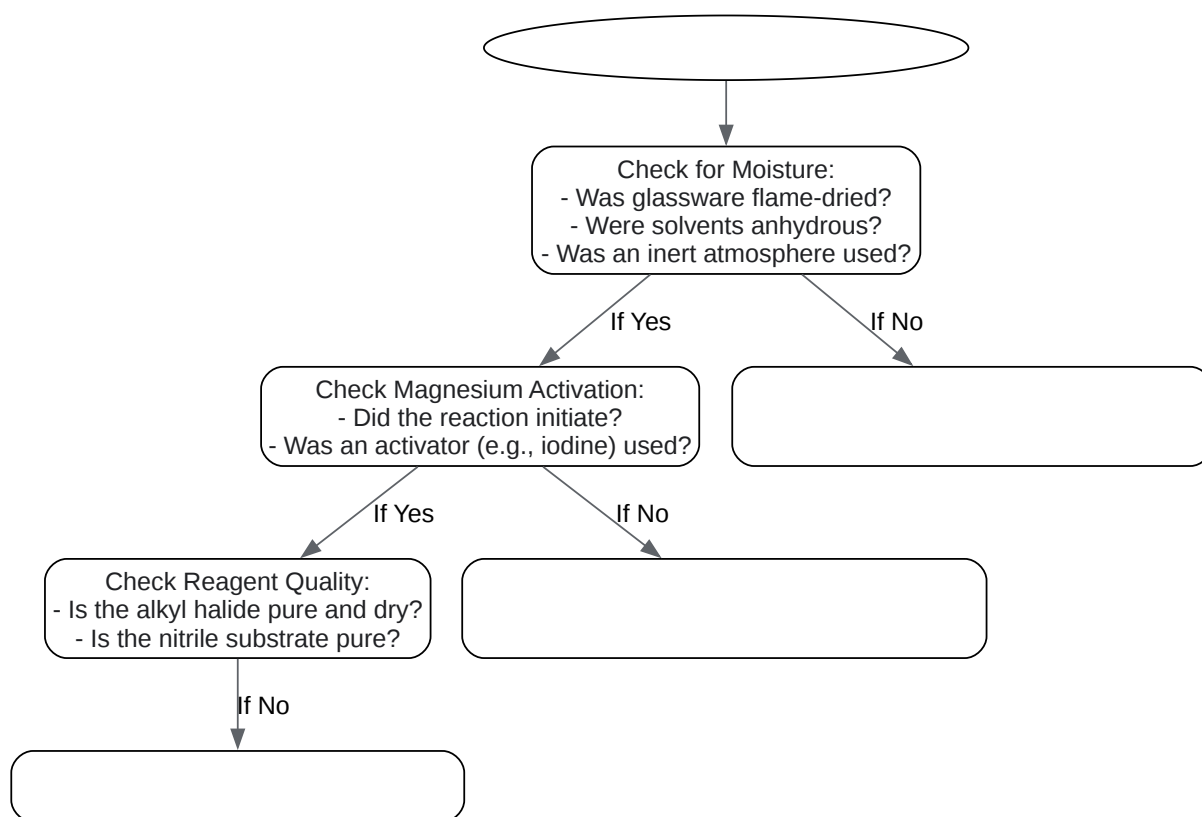 Check for Moisture:
- Was glassware flame-dried?
- Were solvents anhydrous?
- Was an inert atmosphere used?
If Yes
If No
Check Magnesium Activation:
- Did the reaction initiate?
- Was an activator (e.g., iodine) used?
If Yes
If No
Check Reagent Quality:
- Is the alkyl halide pure and dry?
- Is the nitrile substrate pure?
If No